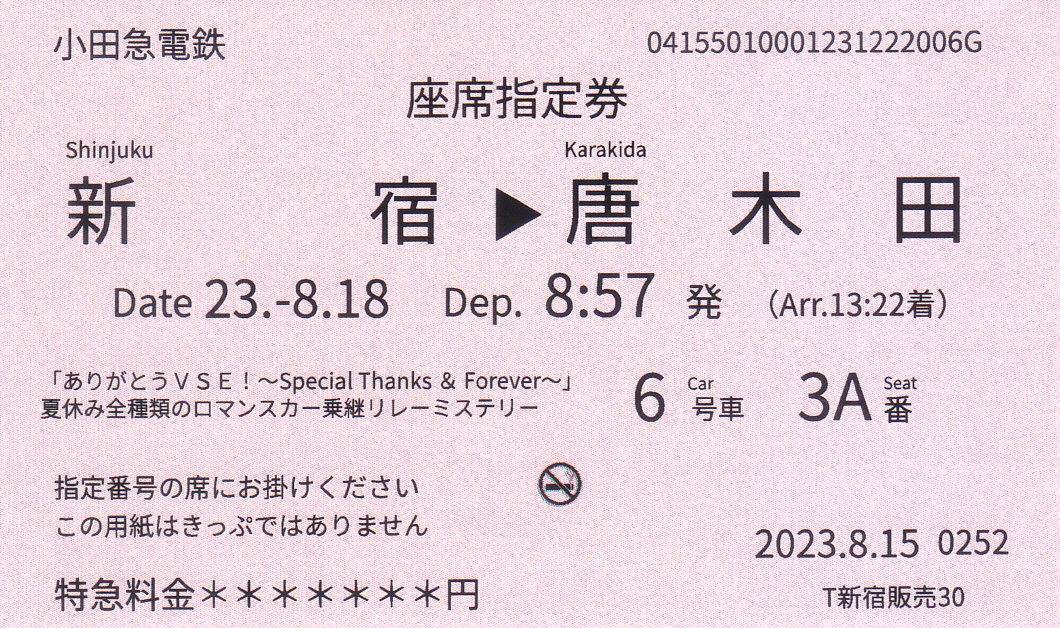 小田急電鉄 04155010001231222006G
座席指定券
Shinjuku Karakida
新宿▶唐木田
Date 23.-8.18 Dep. 8:57 発 (Arr.13:22着)
「ありがとうVSE!~Special Thanks & Forever~」
夏休み全種類のロマンスカー乗継リレーミステリー
6 Car 号車 3A Seat 番
指定番号の席にお掛けください
この用紙はきっぷではありません
2023.8.15 0252
特急料金*******円
T新宿販売30